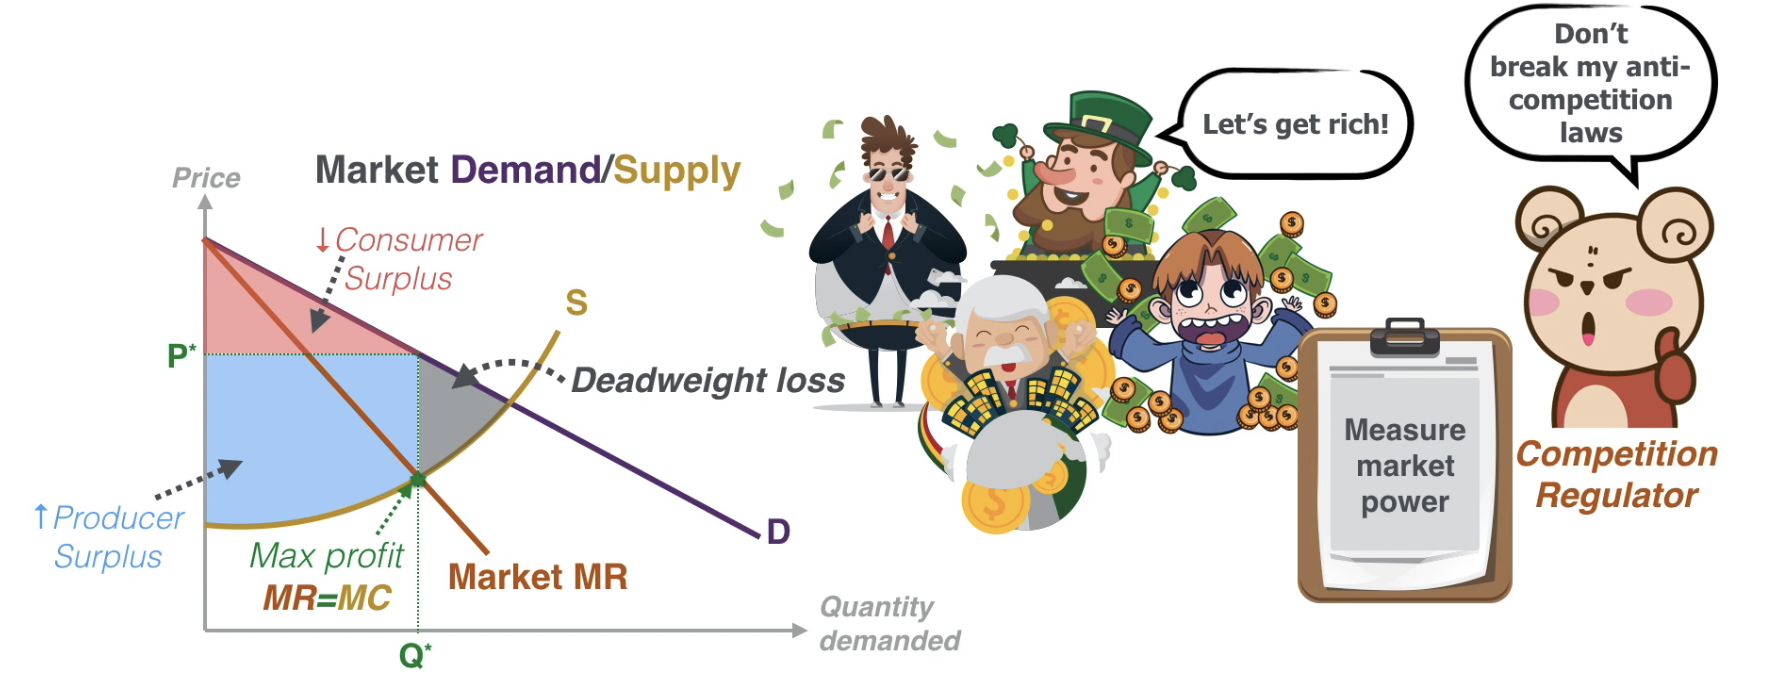 Market Demand/Supply
Price
↓Consumer
Surplus
S
P*
Deadweight loss
↑Producer
Surplus
Max profit
MR=MC
Market MR
D
Quantity
demanded
Q*
Let's get rich!
Don't
break my anti-
competition
laws
Measure
market
power
Competition
Regulator